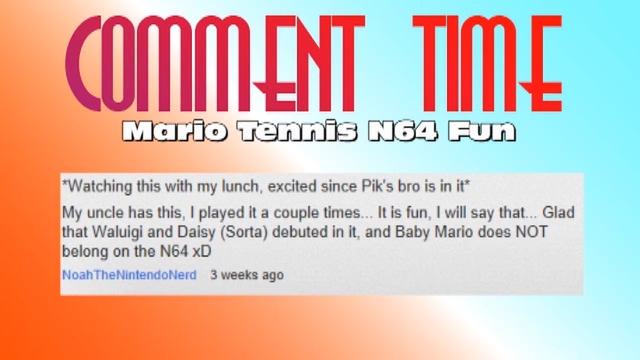 COMMENT TIME
Mario Tennis N64 Fun
*Watching this with my lunch, excited since Pik's bro is in it*
My uncle has this, I played it a couple times... It is fun, I will say that... Glad
that Waluigi and Daisy (Sorta) debuted in it, and Baby Mario does NOT
belong on the N64 xD
NoahTheNintendoNerd 3 weeks ago